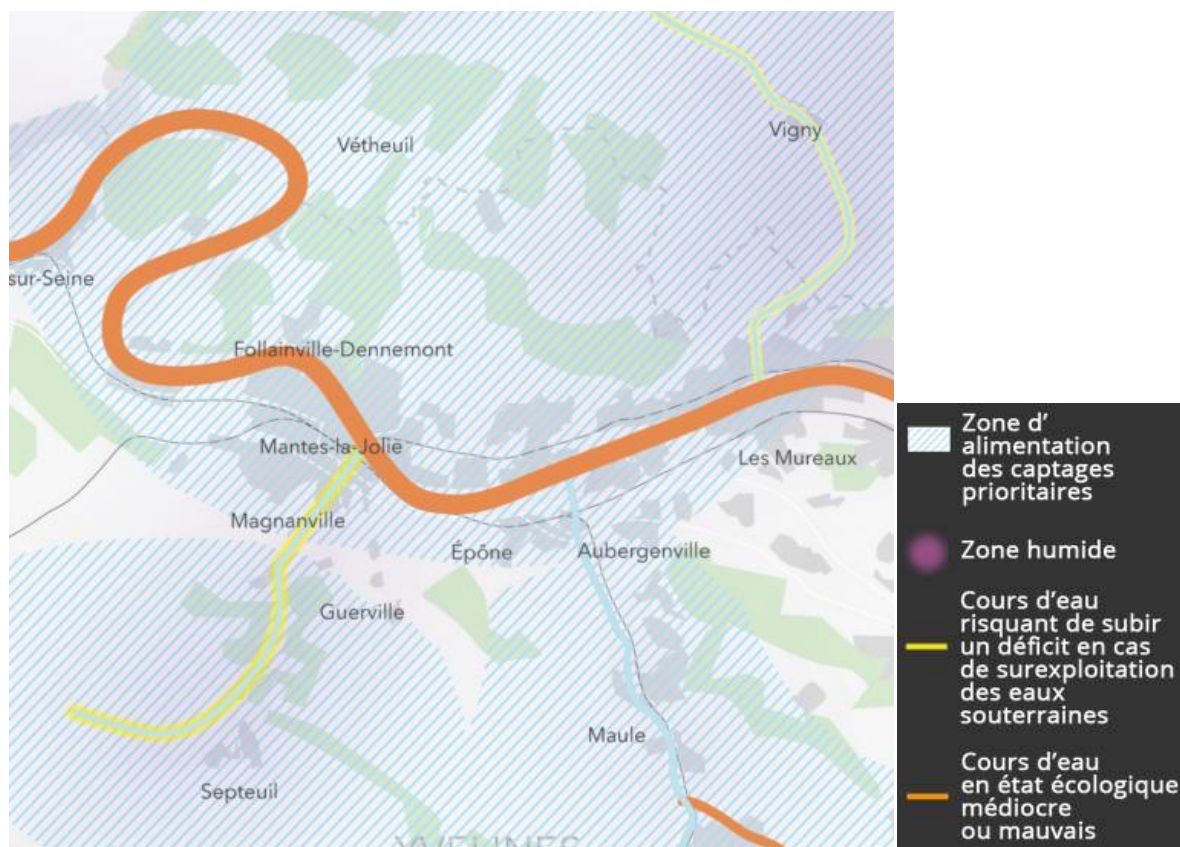 Vétheuil
Vigny
sur-Seine
Follainville-Dennemont
Mantes-la-Jolie
Les Mureaux
Magnanville
Épône
Aubergenville
Guerville
Maule
Septeuil
YVELINES
Zone d'
alimentation
des captages
prioritaires
Zone humide
Cours d'eau
risquant de subir
un déficit en cas
de surexploitation
des eaux
souterraines
Cours d'eau
en état écologique
médiocre
ou mauvais